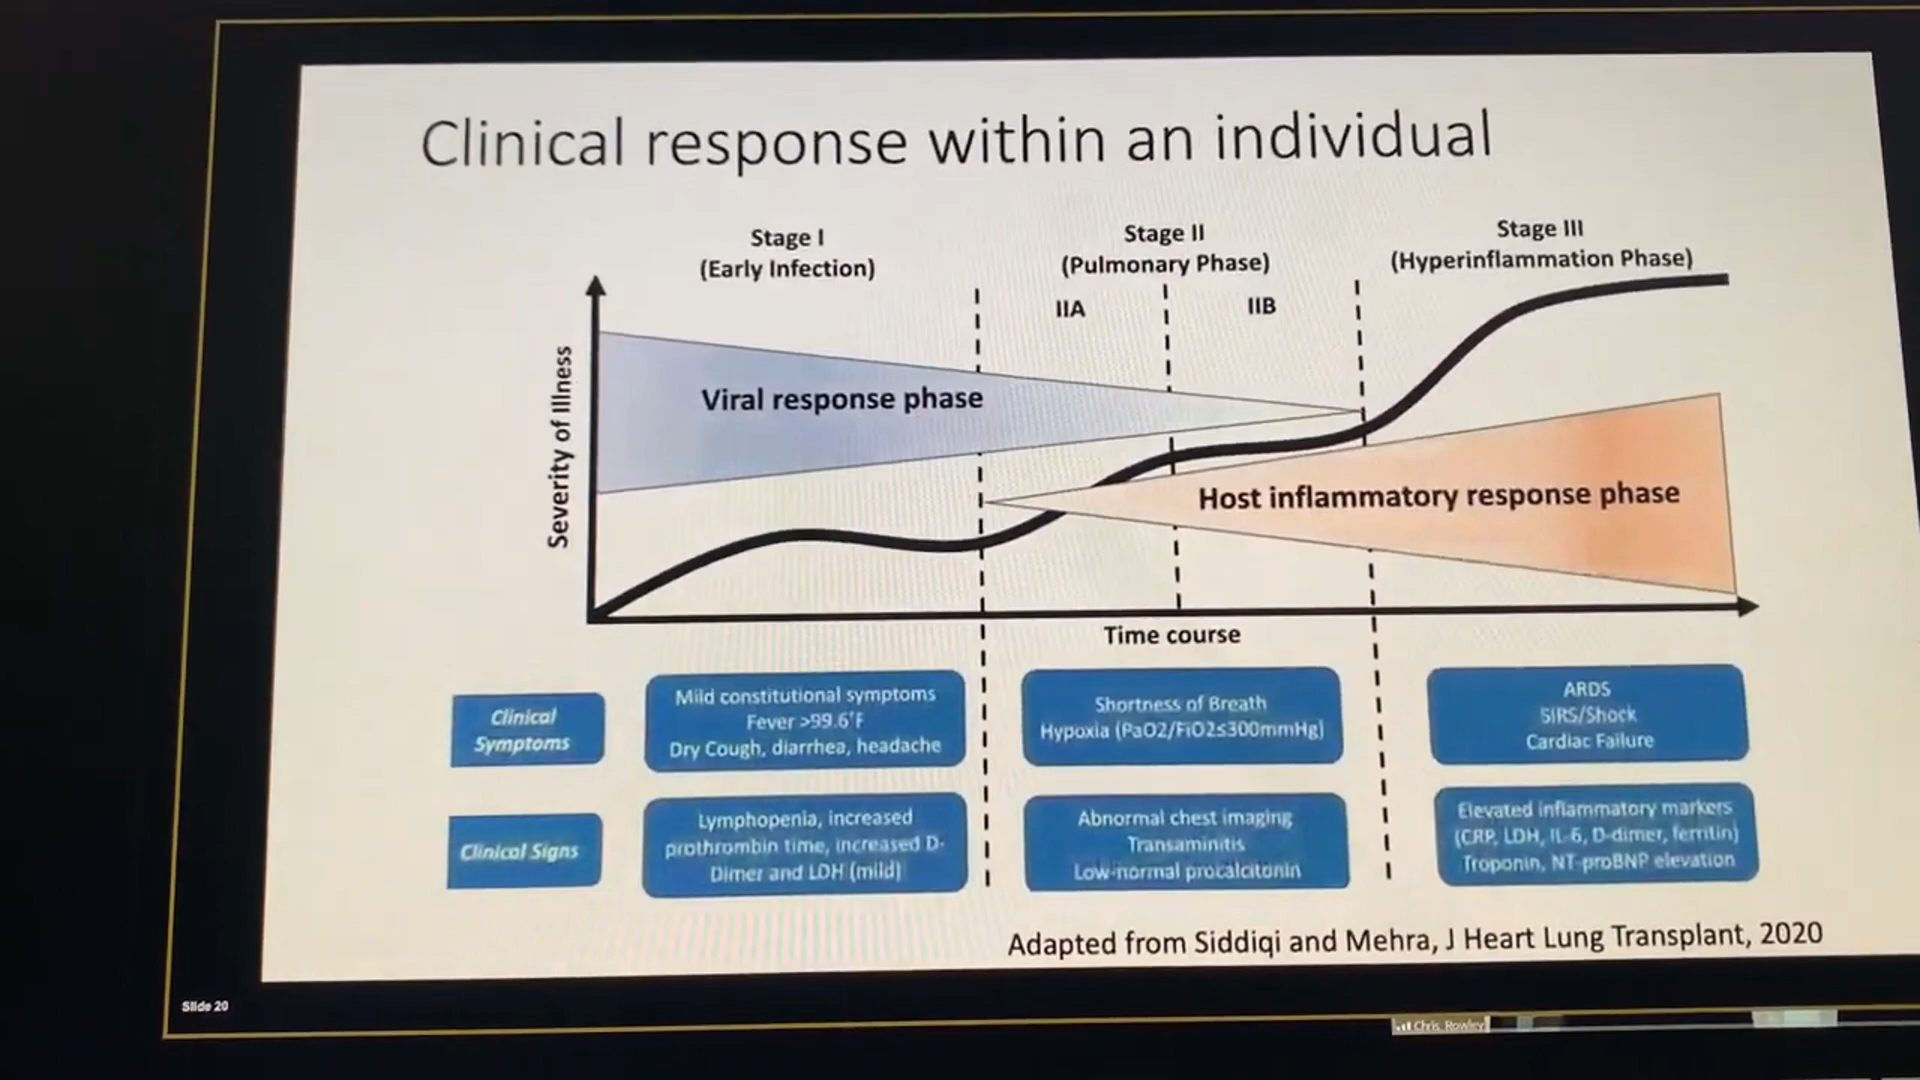 Clinical response within an individual
Stage I
(Early Infection)
Stage II
(Pulmonary Phase)
IIA
IIB
Stage III
(Hyperinflammation Phase)
Severity of Illness
Viral response phase
Host inflammatory response phase
Time course
Clinical
Symptoms
Mild constitutional symptoms
Fever >99.6°F
Dry Cough, diarrhea, headache
Shortness of Breath
Hypoxia (PaO2/FiO2≤300mmHg)
ARDS
SIRS/Shock
Cardiac Failure
Clinical Signs
Lymphopenia, increased
prothrombin time, increased D-
Dimer and LDH (mild)
Abnormal chest imaging
Transaminitis
Low-normal procalcitonin
Elevated inflammatory markers
(CRP, LDH, IL-6, D-dimer, ferritin)
Troponin, NT-proBNP elevation
Adapted from Siddiqi and Mehra, J Heart Lung Transplant, 2020
Slide 20
Chris Rowley